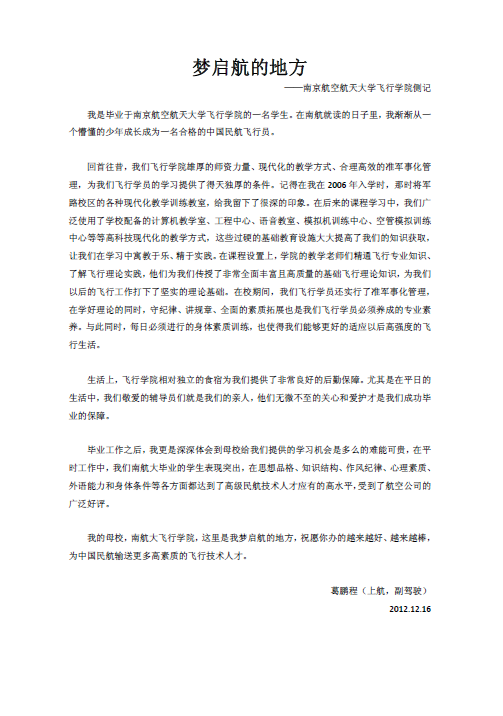 梦启航的地方
——南京航空航天大学飞行学院侧记
我是毕业于南京航空航天大学飞行学院的一名学生。在南航就读的日子里，我渐渐从一
个懵懂的少年成长成为一名合格的中国民航飞行员。
回首往昔，我们飞行学院雄厚的师资力量、现代化的教学方式、合理高效的准军事化管
理，为我们飞行学员的学习提供了得天独厚的条件。记得在我在 2006 年入学时，那时将军
路校区的各种现代化教学训练教室，给我留下了很深的印象。在后来的课程学习中，我们广
泛使用了学校配备的计算机教学室、工程中心、语音教室、模拟机训练中心、空管模拟训练
中心等等高科技现代化的教学方式，这些过硬的基础教育设施大大提高了我们的知识获取，
让我们在学习中寓教于乐、精于实践。在课程设置上，学院的教学老师们精通飞行专业知识、
了解飞行理论实践，他们为我们传授了非常全面丰富且高质量的基础飞行理论知识，为我们
以后的飞行工作打下了坚实的理论基础。在校期间，我们飞行学员还实行了准军事化管理，
在学好理论的同时，守纪律、讲规章、全面的素质拓展也是我们飞行学员必须养成的专业素
养。与此同时，每日必须进行的身体素质训练，也使得我们能够更好的适应以后高强度的飞
行生活。
生活上，飞行学院相对独立的食宿为我们提供了非常良好的后勤保障。尤其是在平日的
生活中，我们敬爱的辅导员们就是我们的亲人，他们无微不至的关心和爱护才是我们成功毕
业的保障。
毕业工作之后，我更是深深体会到母校给我们提供的学习机会是多么的难能可贵，在平
时工作中，我们南航大毕业的学生表现突出，在思想品格、知识结构、作风纪律、心理素质、
外语能力和身体条件等各方面都达到了高级民航技术人才应有的高水平，受到了航空公司的
广泛好评。
我的母校，南航大飞行学院，这里是我梦启航的地方，祝愿你办的越来越好、越来越棒，
为中国民航输送更多高素质的飞行技术人才。
葛鹏程（上航，副驾驶）
2012.12.16